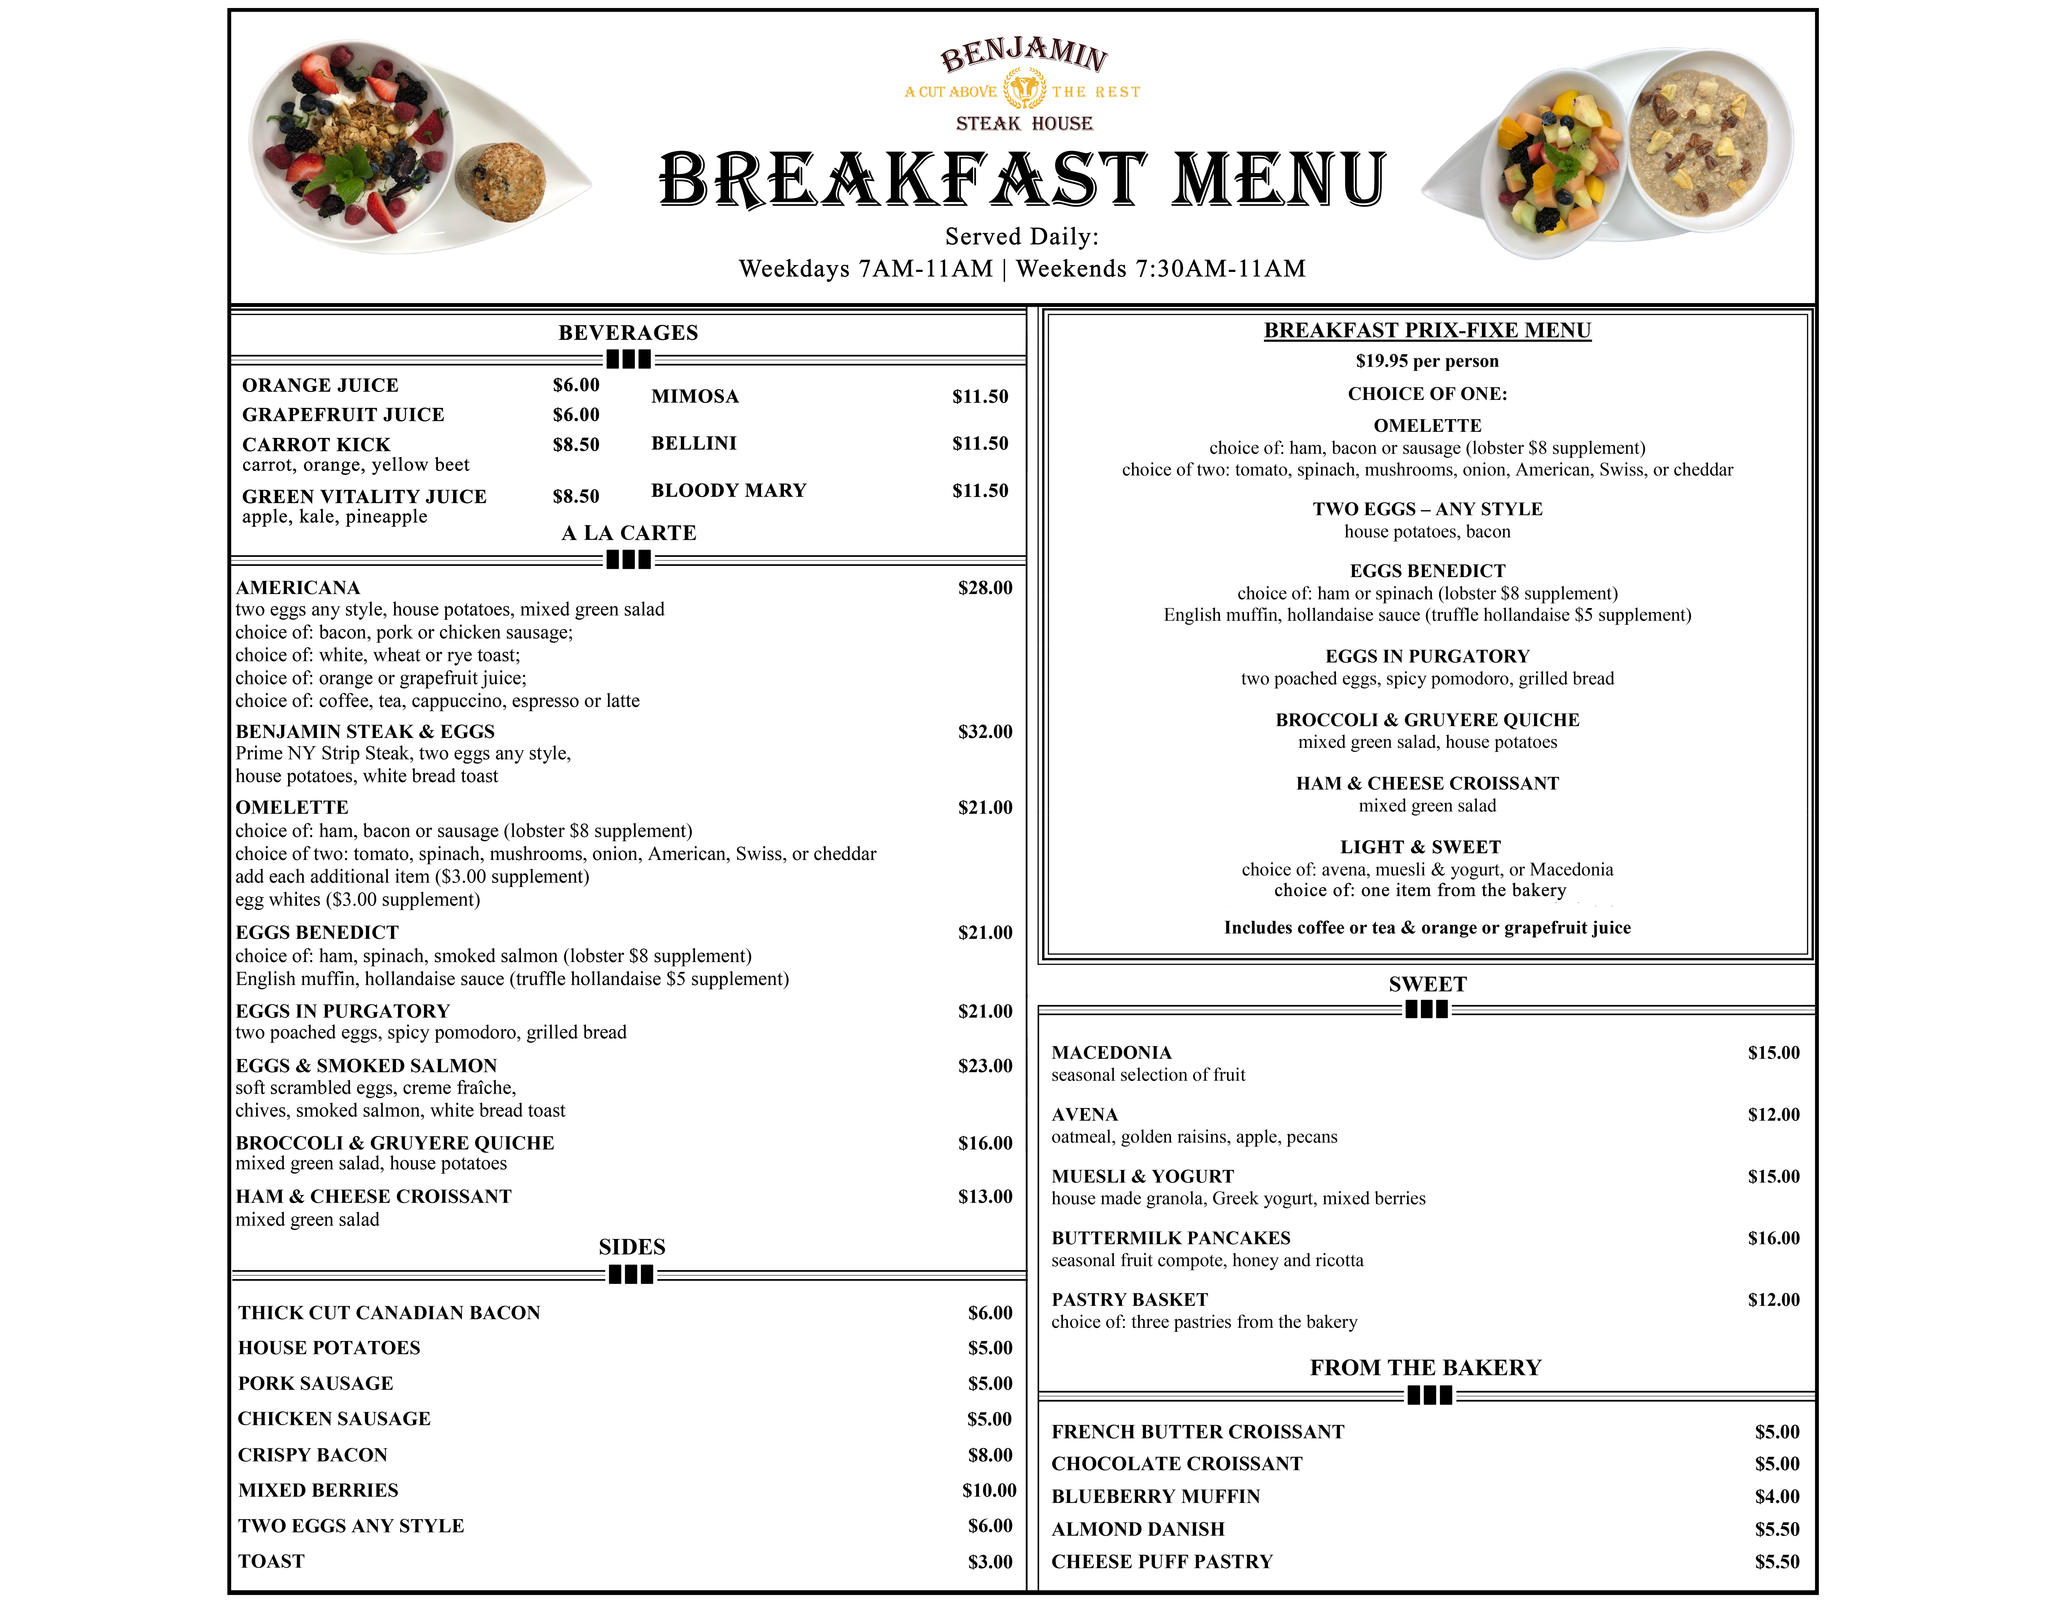 BENJAMIN
A CUT ABOVE THE REST
STEAK HOUSE
BREAKFAST MENU
Served Daily:
Weekdays 7AM-11AM | Weekends 7:30AM-11AM
BEVERAGES
ORANGE JUICE $6.00
GRAPEFRUIT JUICE $6.00
CARROT KICK $8.50
carrot, orange, yellow beet
GREEN VITALITY JUICE $8.50
apple, kale, pineapple
MIMOSA $11.50
BELLINI $11.50
BLOODY MARY $11.50
A LA CARTE
AMERICANA $28.00
two eggs any style, house potatoes, mixed green salad
choice of: bacon, pork or chicken sausage;
choice of: white, wheat or rye toast;
choice of: orange or grapefruit juice;
choice of: coffee, tea, cappuccino, espresso or latte
BENJAMIN STEAK & EGGS $32.00
Prime NY Strip Steak, two eggs any style,
house potatoes, white bread toast
OMELETTE $21.00
choice of: ham, bacon or sausage (lobster $8 supplement)
choice of two: tomato, spinach, mushrooms, onion, American, Swiss, or cheddar
add each additional item ($3.00 supplement)
egg whites ($3.00 supplement)
EGGS BENEDICT $21.00
choice of: ham, spinach, smoked salmon (lobster $8 supplement)
English muffin, hollandaise sauce (truffle hollandaise $5 supplement)
EGGS IN PURGATORY $21.00
two poached eggs, spicy pomodoro, grilled bread
EGGS & SMOKED SALMON $23.00
soft scrambled eggs, creme fraîche,
chives, smoked salmon, white bread toast
BROCCOLI & GRUYERE QUICHE $16.00
mixed green salad, house potatoes
HAM & CHEESE CROISSANT $13.00
mixed green salad
SIDES
THICK CUT CANADIAN BACON $6.00
HOUSE POTATOES $5.00
PORK SAUSAGE $5.00
CHICKEN SAUSAGE $5.00
CRISPY BACON $8.00
MIXED BERRIES $10.00
TWO EGGS ANY STYLE $6.00
TOAST $3.00
BREAKFAST PRIX-FIXE MENU
$19.95 per person
CHOICE OF ONE:
OMELETTE
choice of: ham, bacon or sausage (lobster $8 supplement)
choice of two: tomato, spinach, mushrooms, onion, American, Swiss, or cheddar
TWO EGGS – ANY STYLE
house potatoes, bacon
EGGS BENEDICT
choice of: ham or spinach (lobster $8 supplement)
English muffin, hollandaise sauce (truffle hollandaise $5 supplement)
EGGS IN PURGATORY
two poached eggs, spicy pomodoro, grilled bread
BROCCOLI & GRUYERE QUICHE
mixed green salad, house potatoes
HAM & CHEESE CROISSANT
mixed green salad
LIGHT & SWEET
choice of: avena, muesli & yogurt, or Macedonia
choice of: one item from the bakery
Includes coffee or tea & orange or grapefruit juice
SWEET
MACEDONIA $15.00
seasonal selection of fruit
AVENA $12.00
oatmeal, golden raisins, apple, pecans
MUESLI & YOGURT $15.00
house made granola, Greek yogurt, mixed berries
BUTTERMILK PANCAKES $16.00
seasonal fruit compote, honey and ricotta
PASTRY BASKET $12.00
choice of: three pastries from the bakery
FROM THE BAKERY
FRENCH BUTTER CROISSANT $5.00
CHOCOLATE CROISSANT $5.00
BLUEBERRY MUFFIN $4.00
ALMOND DANISH $5.50
CHEESE PUFF PASTRY $5.50